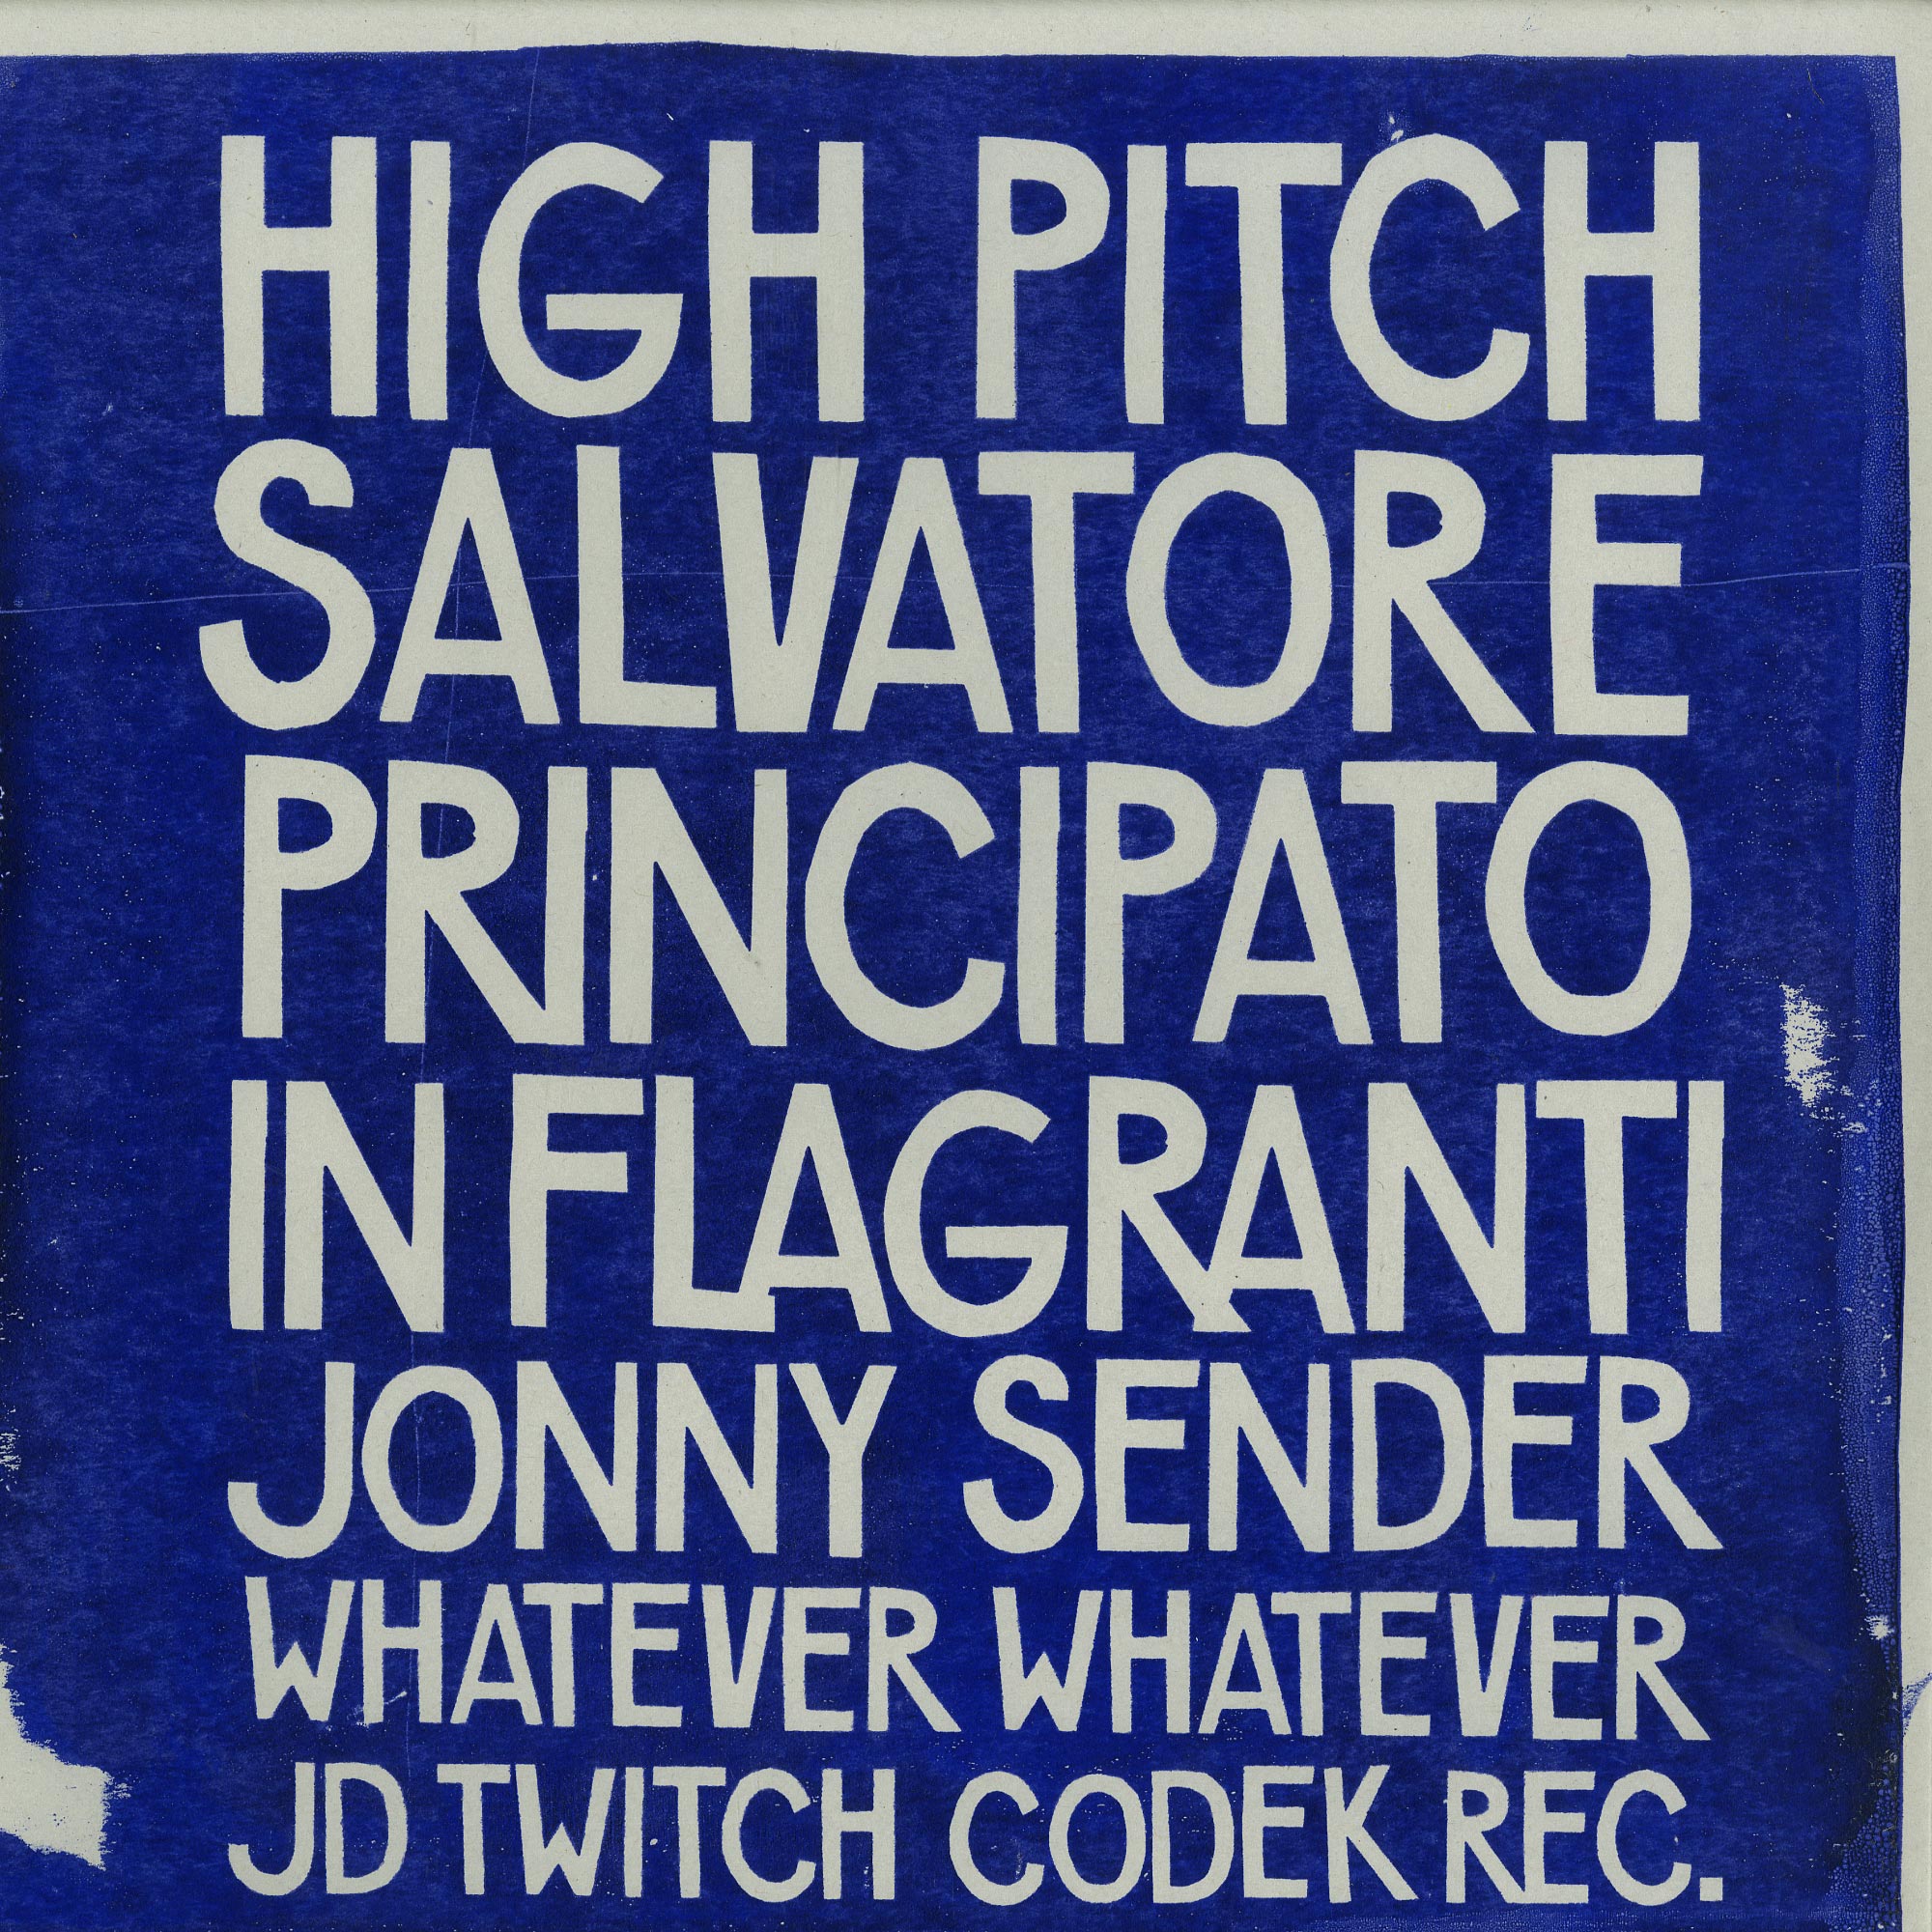 HIGH PITCH
SALVATORE
PRINCIPATO
IN FLAGRANTI
JONNY SENDER
WHATEVER WHATEVER
JD TWITCH CODEK REC.